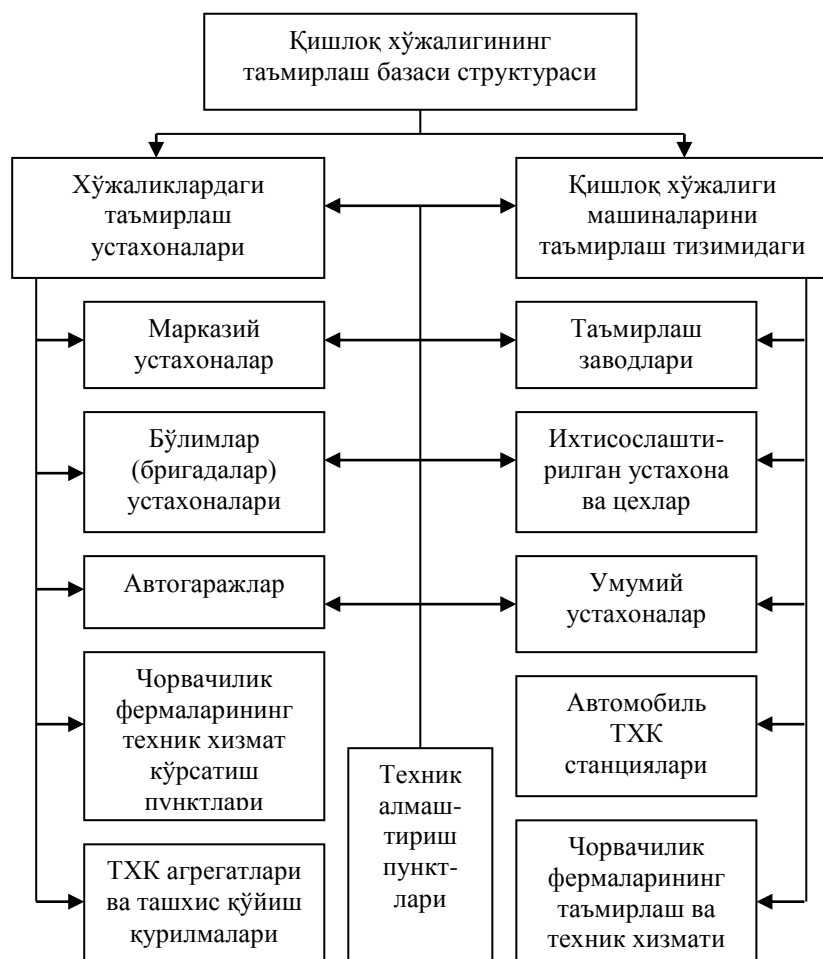 Қишлоқ хўжалигининг
таъмирлаш базаси структураси
Хўжаликлардаги
таъмирлаш
устахоналари
Қишлоқ хўжалиги
машиналарини
таъмирлаш тизимидаги
Марказий
устахоналар
Таъмирлаш
заводлари
Бўлимлар
(бригадалар)
устахоналари
Ихтисослашти-
рилган устахона
ва цехлар
Автогаражлар
Умумий
устахоналар
Чорвачилик
фермаларининг
техник хизмат
кўрсатиш
пунктлари
Автомобиль
ТХК
станциялари
Техник
алмаш-
тириш
пункт-
лари
ТХК агрегатлари
ва ташхис қўйиш
қурилмалари
Чорвачилик
фермаларининг
таъмирлаш ва
техник хизмати